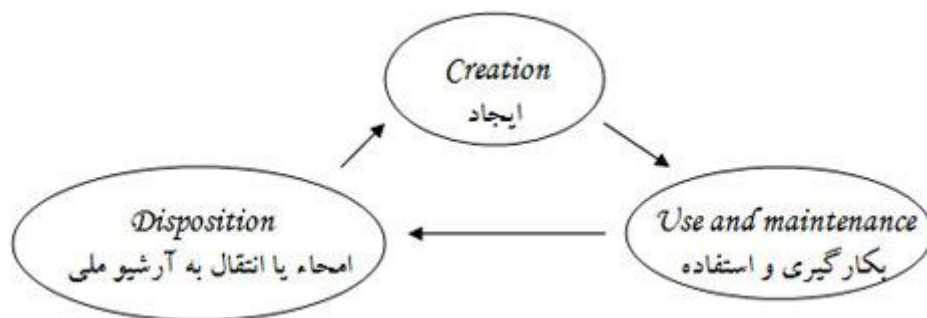 Creation
ایجاد
Disposition
امحاء یا انتقال به آرشیو ملی
Use and maintenance
بکارگیری و استفاده